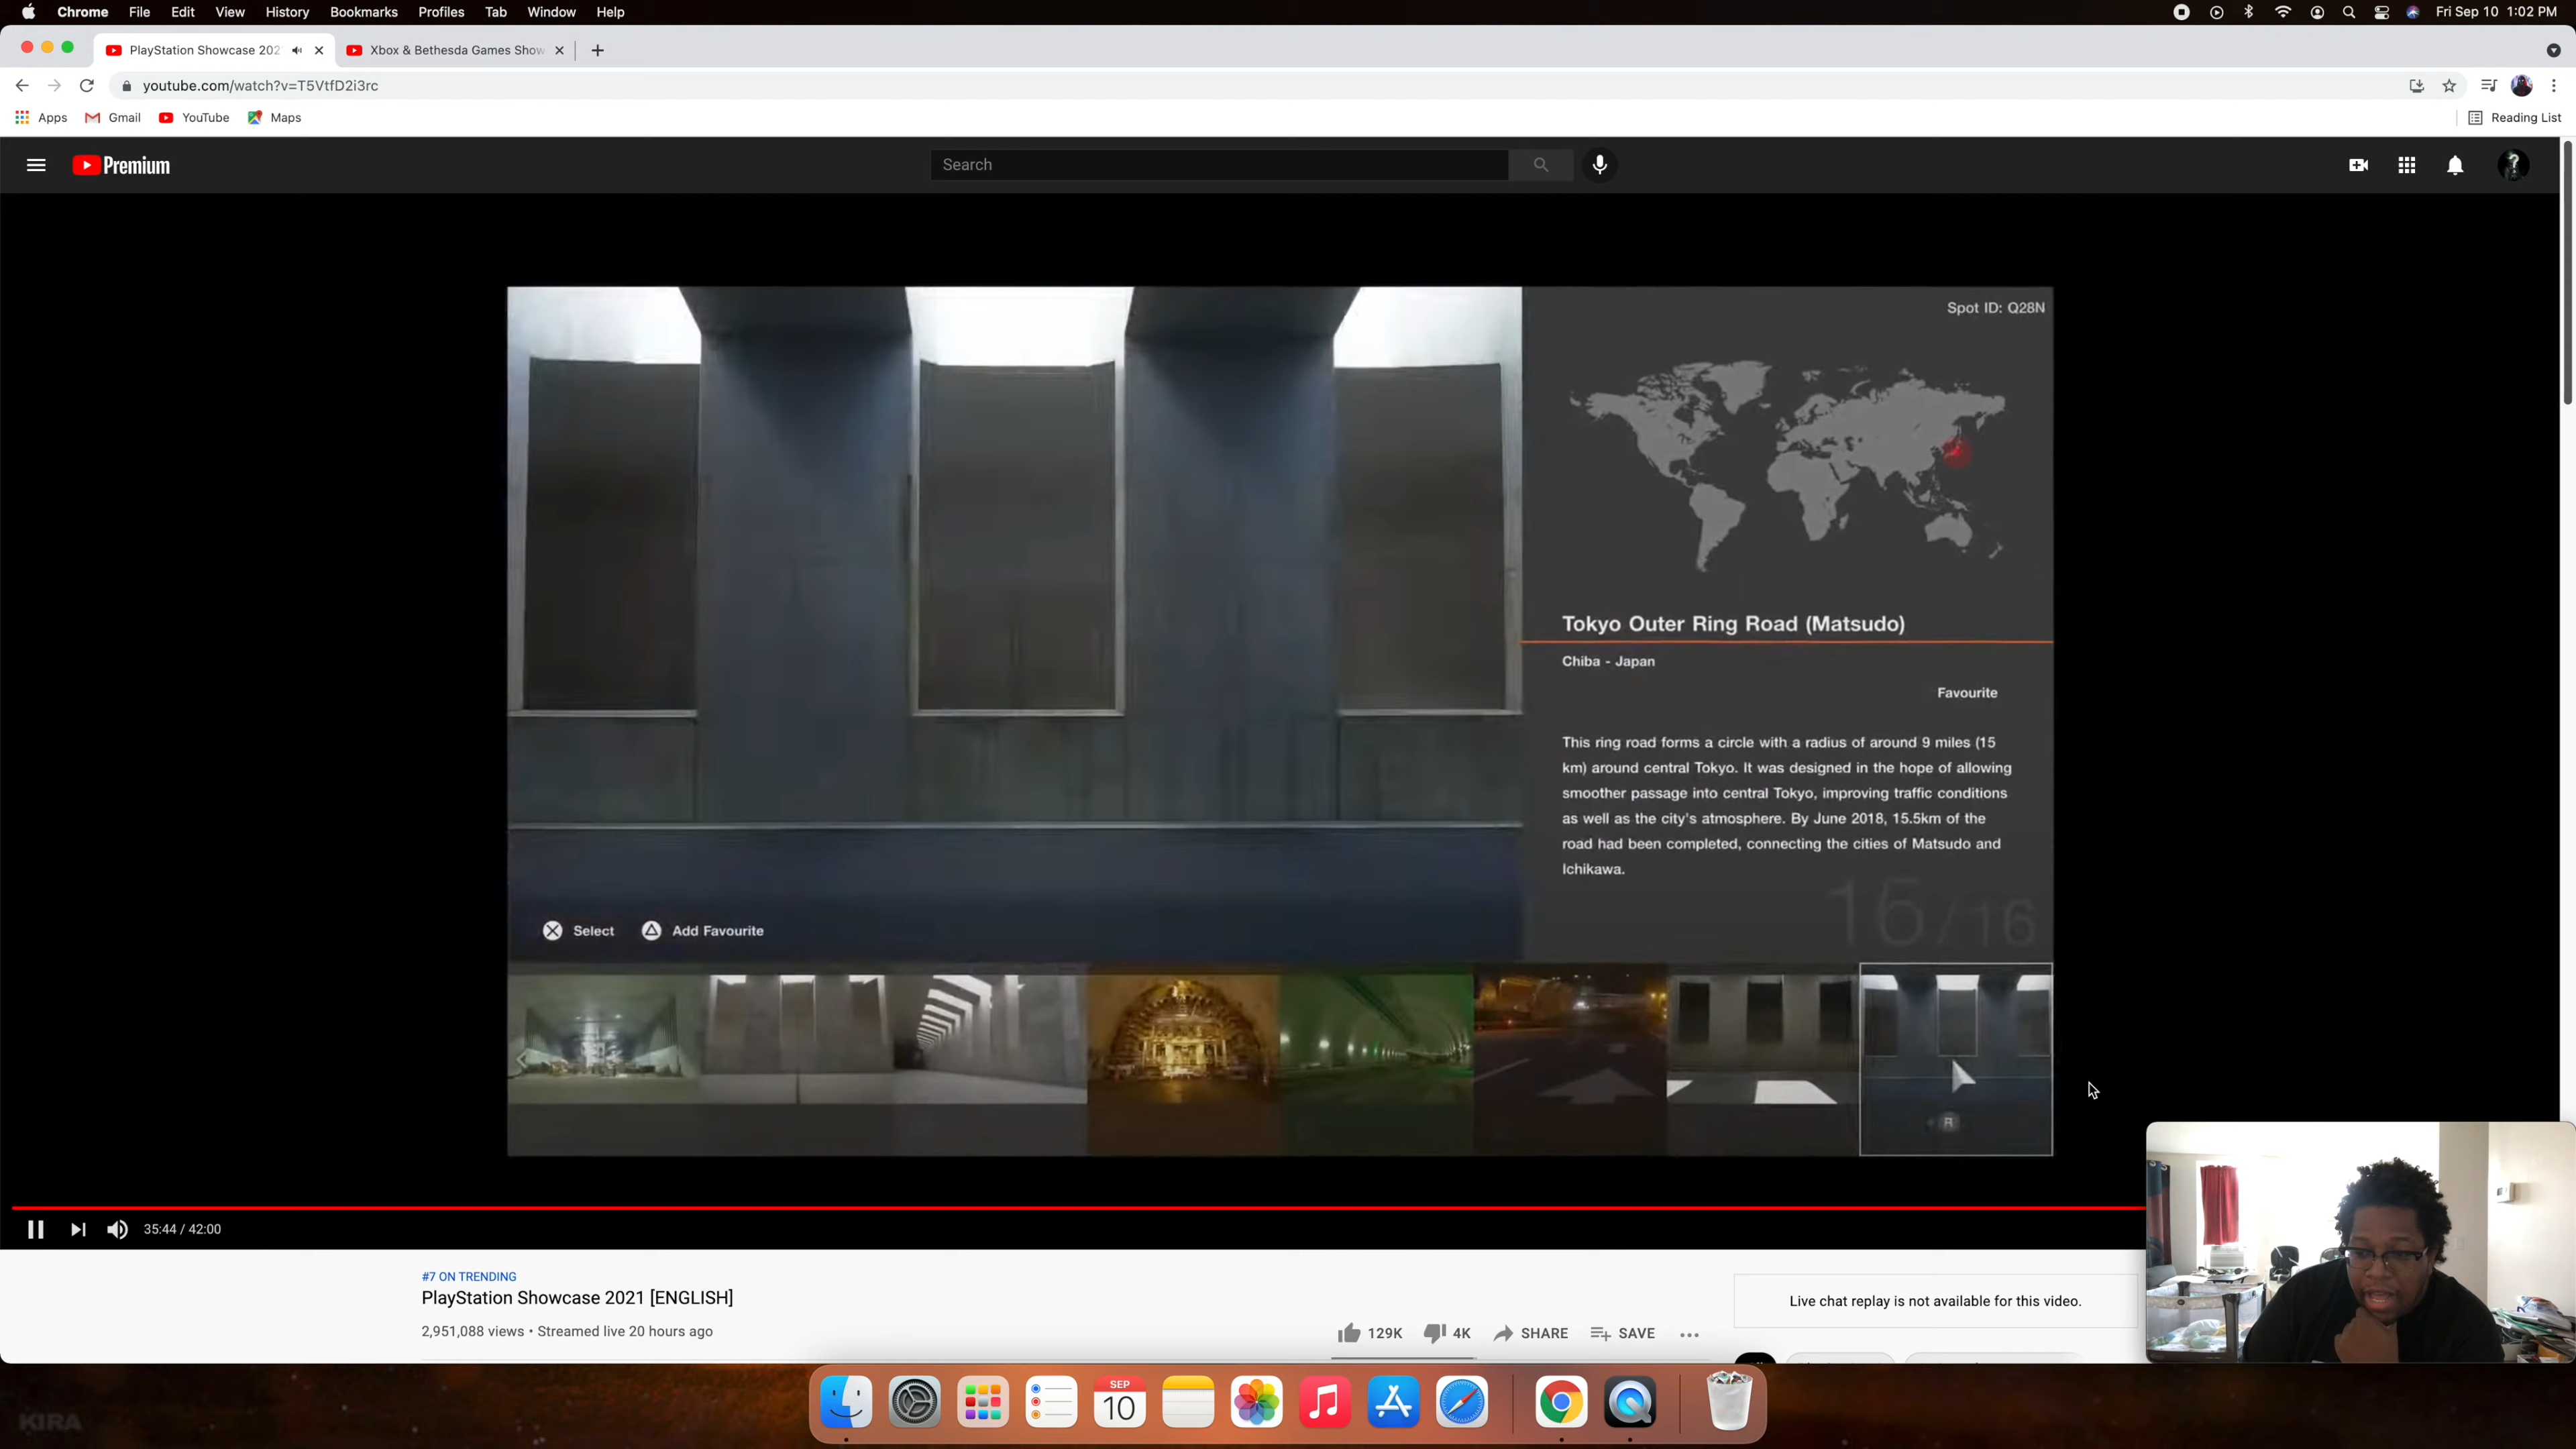 Chrome File Edit View History Bookmarks Profiles Tab Window Help
Fri Sep 10 1:02 PM
PlayStation Showcase 202
Xbox & Bethesda Games Show
youtube.com/watch?v=T5VtfD2i3rc
Apps Gmail YouTube Maps
Reading List
Premium
Search
Spot ID: Q28N
Tokyo Outer Ring Road (Matsudo)
Chiba - Japan
Favourite
This ring road forms a circle with a radius of around 9 miles (15
km) around central Tokyo. It was designed in the hope of allowing
smoother passage into central Tokyo, improving traffic conditions
as well as the city's atmosphere. By June 2018, 15.5km of the
road had been completed, connecting the cities of Matsudo and
Ichikawa.
/16
Select Add Favourite
R
35:44 / 42:00
#7 ON TRENDING
PlayStation Showcase 2021 [ENGLISH]
2,951,088 views • Streamed live 20 hours ago
129K 4K SHARE SAVE
Live chat replay is not available for this video.
SEP
10
KIRA